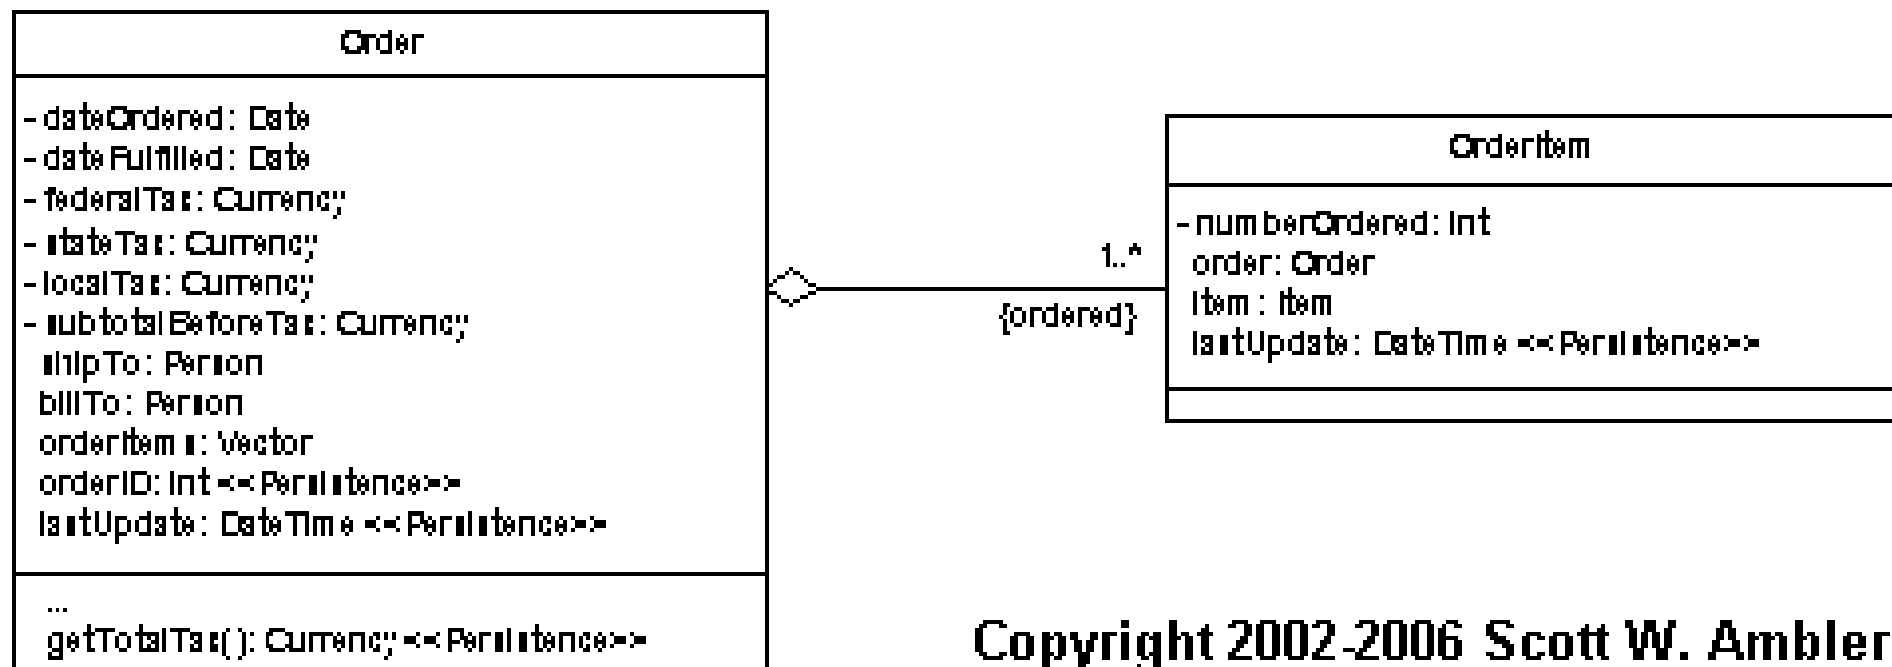 Order
- dateOrdered: Date
- dateFulfilled: Date
- federalTax: Currency
- stateTax: Currency
- localTax: Currency
- subtotalBeforeTax: Currency
shipTo: Person
billTo: Person
orderItems: Vector
orderID: int <<Persistence>>
lastUpdate: DateTime <<Persistence>>
...
getTotalTax(): Currency <<Persistence>>
1..*
{ordered}
OrderItem
- numberOrdered: int
order: Order
item: Item
lastUpdate: DateTime <<Persistence>>
Copyright 2002-2006 Scott W. Ambler